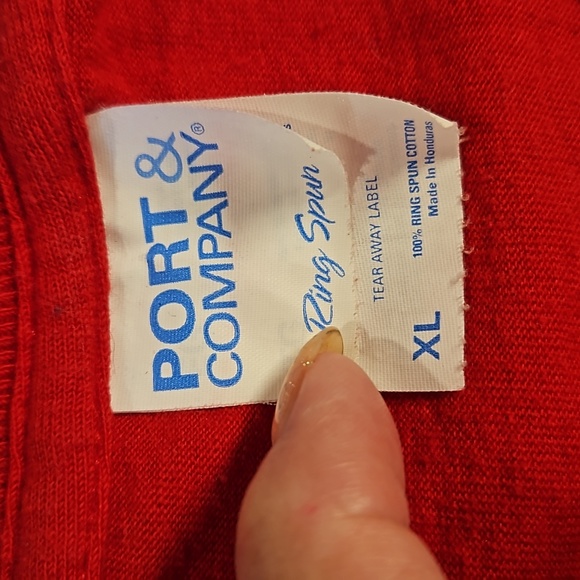 PORT &
COMPANY®
Ring Spun
TEAR AWAY LABEL
100% RING SPUN COTTON
Made In Honduras
XL